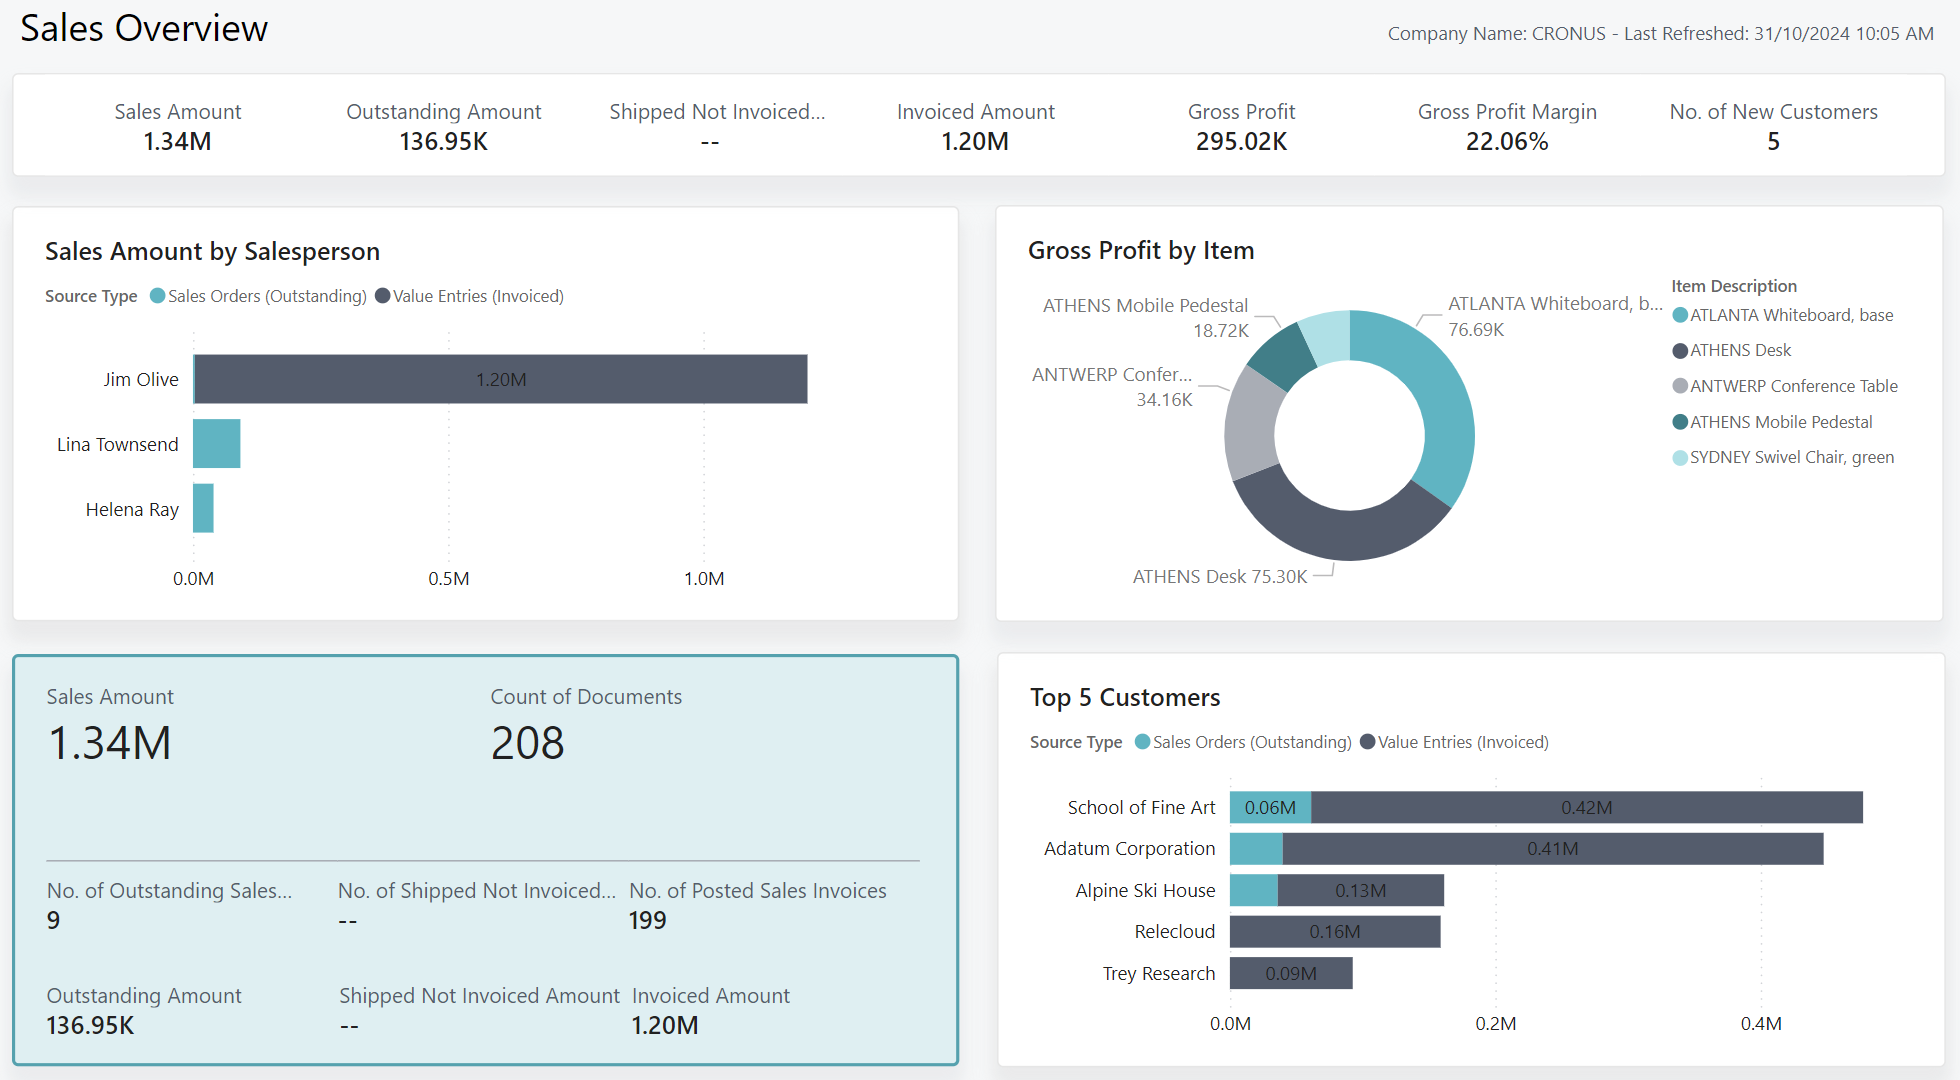 Sales Overview
Company Name: CRONUS - Last Refreshed: 31/10/2024 10:05 AM
Sales Amount
1.34M
Outstanding Amount
136.95K
Shipped Not Invoiced...
--
Invoiced Amount
1.20M
Gross Profit
295.02K
Gross Profit Margin
22.06%
No. of New Customers
5
Sales Amount by Salesperson
Source Type Sales Orders (Outstanding) Value Entries (Invoiced)
Jim Olive 1.20M
Lina Townsend
Helena Ray
0.0M 0.5M 1.0M
Gross Profit by Item
ATHENS Mobile Pedestal
18.72K
ATLANTA Whiteboard, b...
76.69K
ANTWERP Confer...
34.16K
ATHENS Desk 75.30K
Item Description
ATLANTA Whiteboard, base
ATHENS Desk
ANTWERP Conference Table
ATHENS Mobile Pedestal
SYDNEY Swivel Chair, green
Sales Amount
1.34M
Count of Documents
208
No. of Outstanding Sales...
9
No. of Shipped Not Invoiced...
--
No. of Posted Sales Invoices
199
Outstanding Amount
136.95K
Shipped Not Invoiced Amount
--
Invoiced Amount
1.20M
Top 5 Customers
Source Type Sales Orders (Outstanding) Value Entries (Invoiced)
School of Fine Art 0.06M 0.42M
Adatum Corporation 0.41M
Alpine Ski House 0.13M
Relecloud 0.16M
Trey Research 0.09M
0.0M 0.2M 0.4M